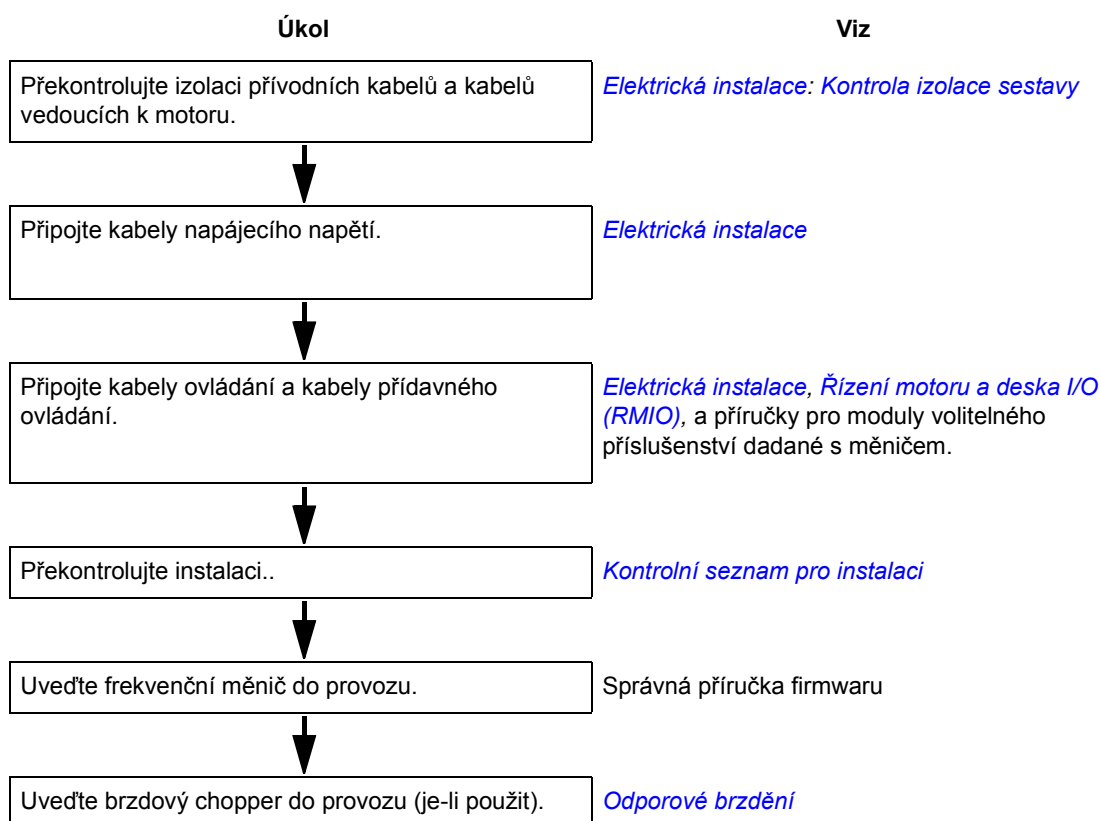 Úkol
Viz
Překontrolujte izolaci přívodních kabelů a kabelů
vedoucích k motoru.
Elektrická instalace: Kontrola izolace sestavy
Připojte kabely napájecího napětí.
Elektrická instalace
Připojte kabely ovládání a kabely přídavného
ovládání.
Elektrická instalace, Řízení motoru a deska I/O
(RMIO), a příručky pro moduly volitelného
příslušenství dadané s měničem.
Překontrolujte instalaci..
Kontrolní seznam pro instalaci
Uveďte frekvenční měnič do provozu.
Správná příručka firmwaru
Uveďte brzdový chopper do provozu (je-li použit).
Odporové brzdění